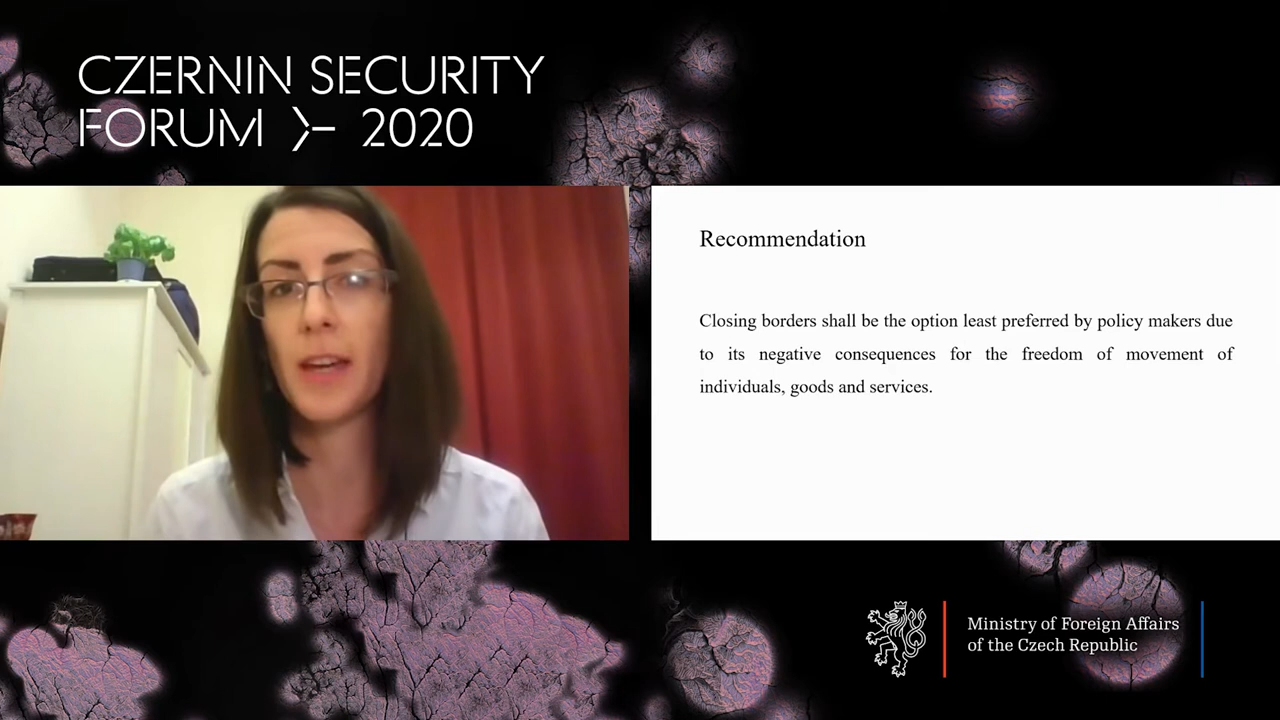 CZERNIN SECURITY
FORUM 2020
Recommendation
Closing borders shall be the option least preferred by policy makers due
to its negative consequences for the freedom of movement of
individuals, goods and services.
Ministry of Foreign Affairs
of the Czech Republic